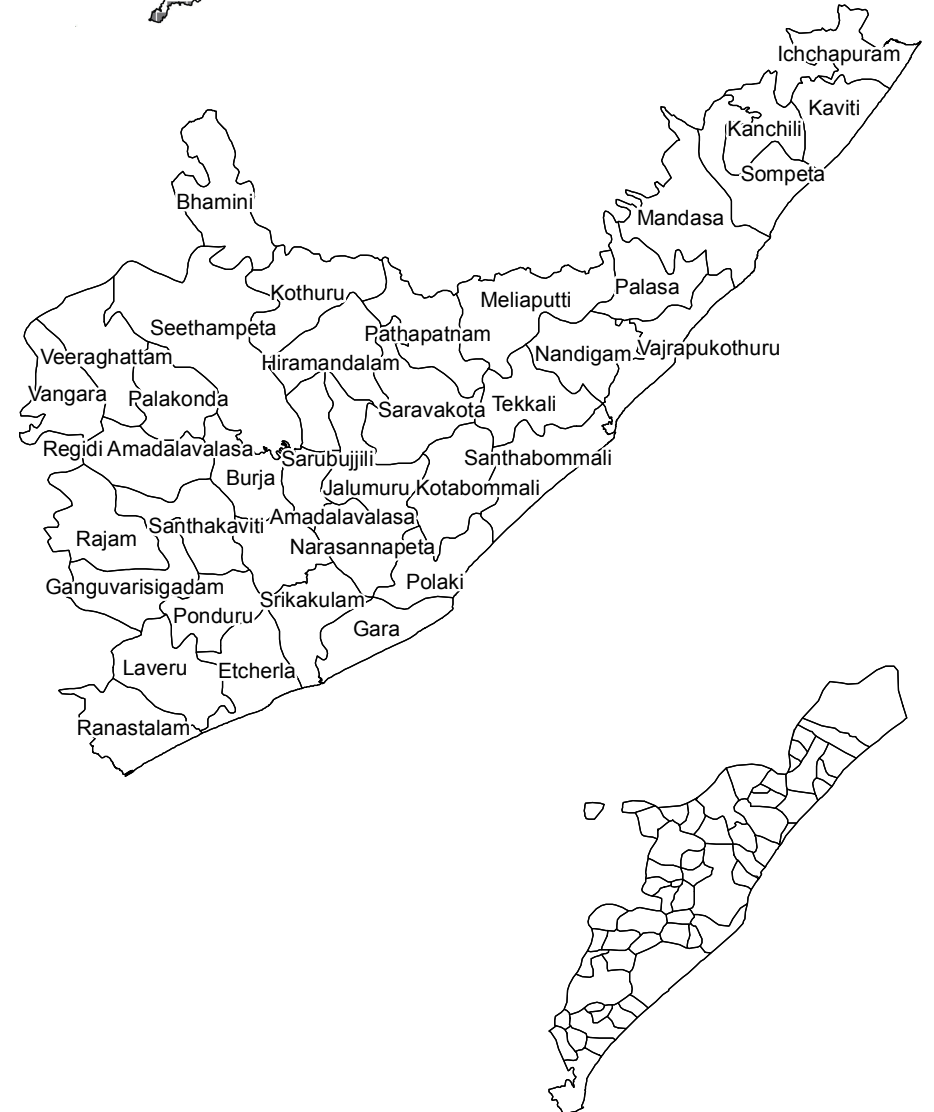 Ichchapuram
Kaviti
Kanchili
Sompeta
Bhamini
Mandasa
Kothuru
Meliaputti
Palasa
Seethampeta
Pathapatnam
Veeraghattam
Hiramandalam
Nandigam
Vajrapukothuru
Vangara
Palakonda
Saravakota
Tekkali
Regidi Amadalavalasa
Sarubujjili
Santhabommali
Burja
Jalumuru
Kotabommali
Santhakaviti
Amadalavalasa
Rajam
Narasannapeta
Ganguvarisigadam
Polaki
Srikakulam
Ponduru
Gara
Laveru
Etcherla
Ranastalam